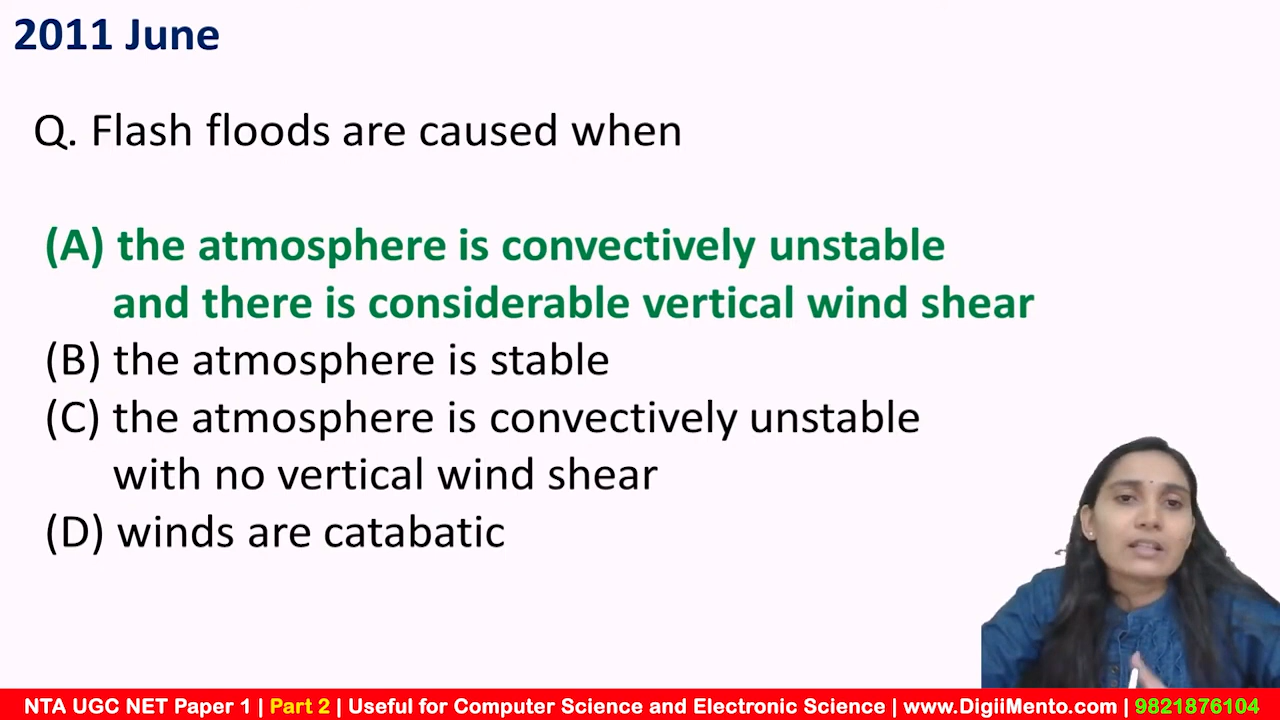 2011 June
Q. Flash floods are caused when
(A) the atmosphere is convectively unstable
and there is considerable vertical wind shear
(B) the atmosphere is stable
(C) the atmosphere is convectively unstable
with no vertical wind shear
(D) winds are catabatic
NTA UGC NET Paper 1 | Part 2 | Useful for Computer Science and Electronic Science | www.DigiiMento.com | 9821876104